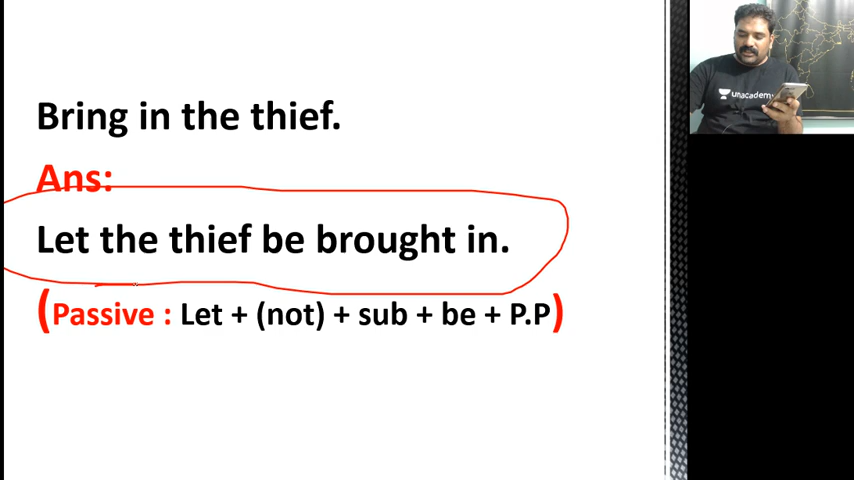 Bring in the thief.
Ans:
Let the thief be brought in.
(Passive : Let + (not) + sub + be + P.P)
unacademy